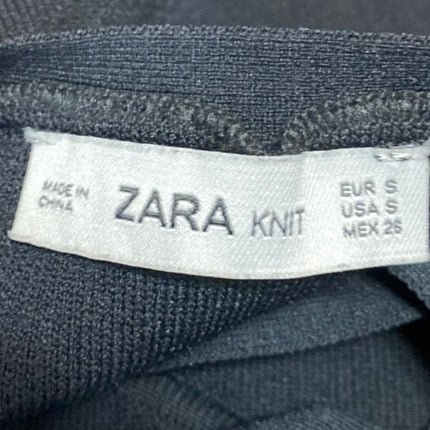 MADE IN
CHINA
ZARA KNIT
EUR S
USA S
MEX 26